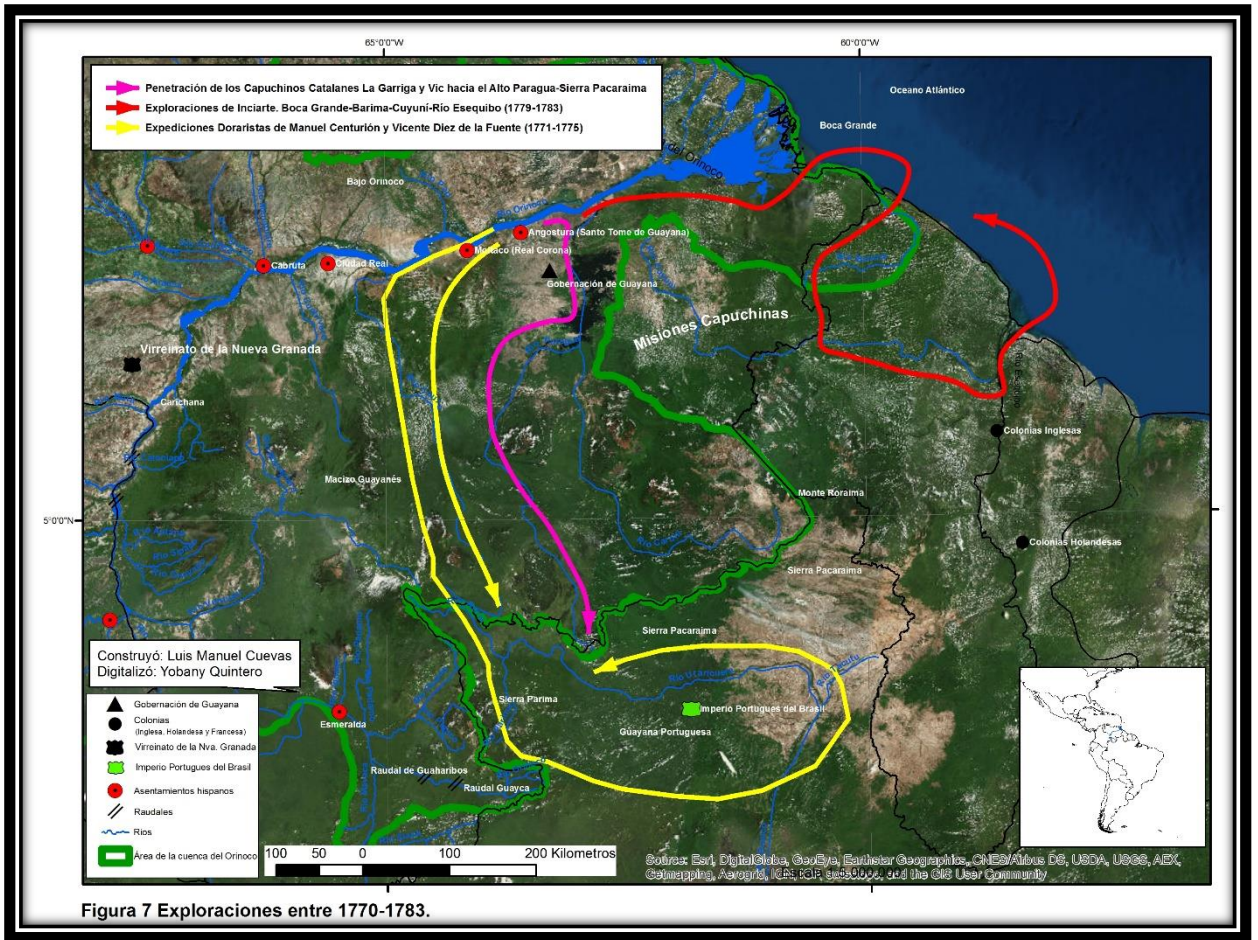 65°0'0"W
60°0'0"W
Penetración de los Capuchinos Catalanes La Garriga y Vic hacia el Alto Paragua-Sierra Pacaraima
Exploraciones de Inciarte. Boca Grande-Barima-Cuyuní-Río Esequibo (1779-1783)
Expediciones Doraristas de Manuel Centurión y Vicente Diez de la Fuente (1771-1775)
Oceano Atlántico
Boca Grande
del Orinoco
Bajo Orinoco
Río Orinoco
Angostura (Santo Tome de Guayana)
Moitaco (Real Corona)
Cabruta
Ciudad Real
Gobernación de Guayana
Misiones Capuchinas
Virreinato de la Nueva Granada
Carichana
Colonias Inglesas
Macizo Guayanés
Monte Roraima
5°0'0"N
Colonias Holandesas
Sierra Pacaraima
Sierra Pacaraima
Construyó: Luis Manuel Cuevas
Digitalizó: Yobany Quintero
Sierra Parima
Imperio Portugues del Brasil
Guayana Portuguesa
Esmeralda
Raudal de Guaharibos
Raudal Guayca
Gobernación de Guayana
Colonias
(Inglesa, Holandesa y Francesa)
Virreinato de la Nva. Granada
Imperio Portugues del Brasil
Asentamientos hispanos
Raudales
Rios
Área de la cuenca del Orinoco
100 50 0 100 200 Kilometros
Source: Esri, DigitalGlobe, GeoEye, Earthstar Geographics, CNES/Airbus DS, USDA, USGS, AEX,
Getmapping, Aerogrid, and the GIS User Community
Figura 7 Exploraciones entre 1770-1783.